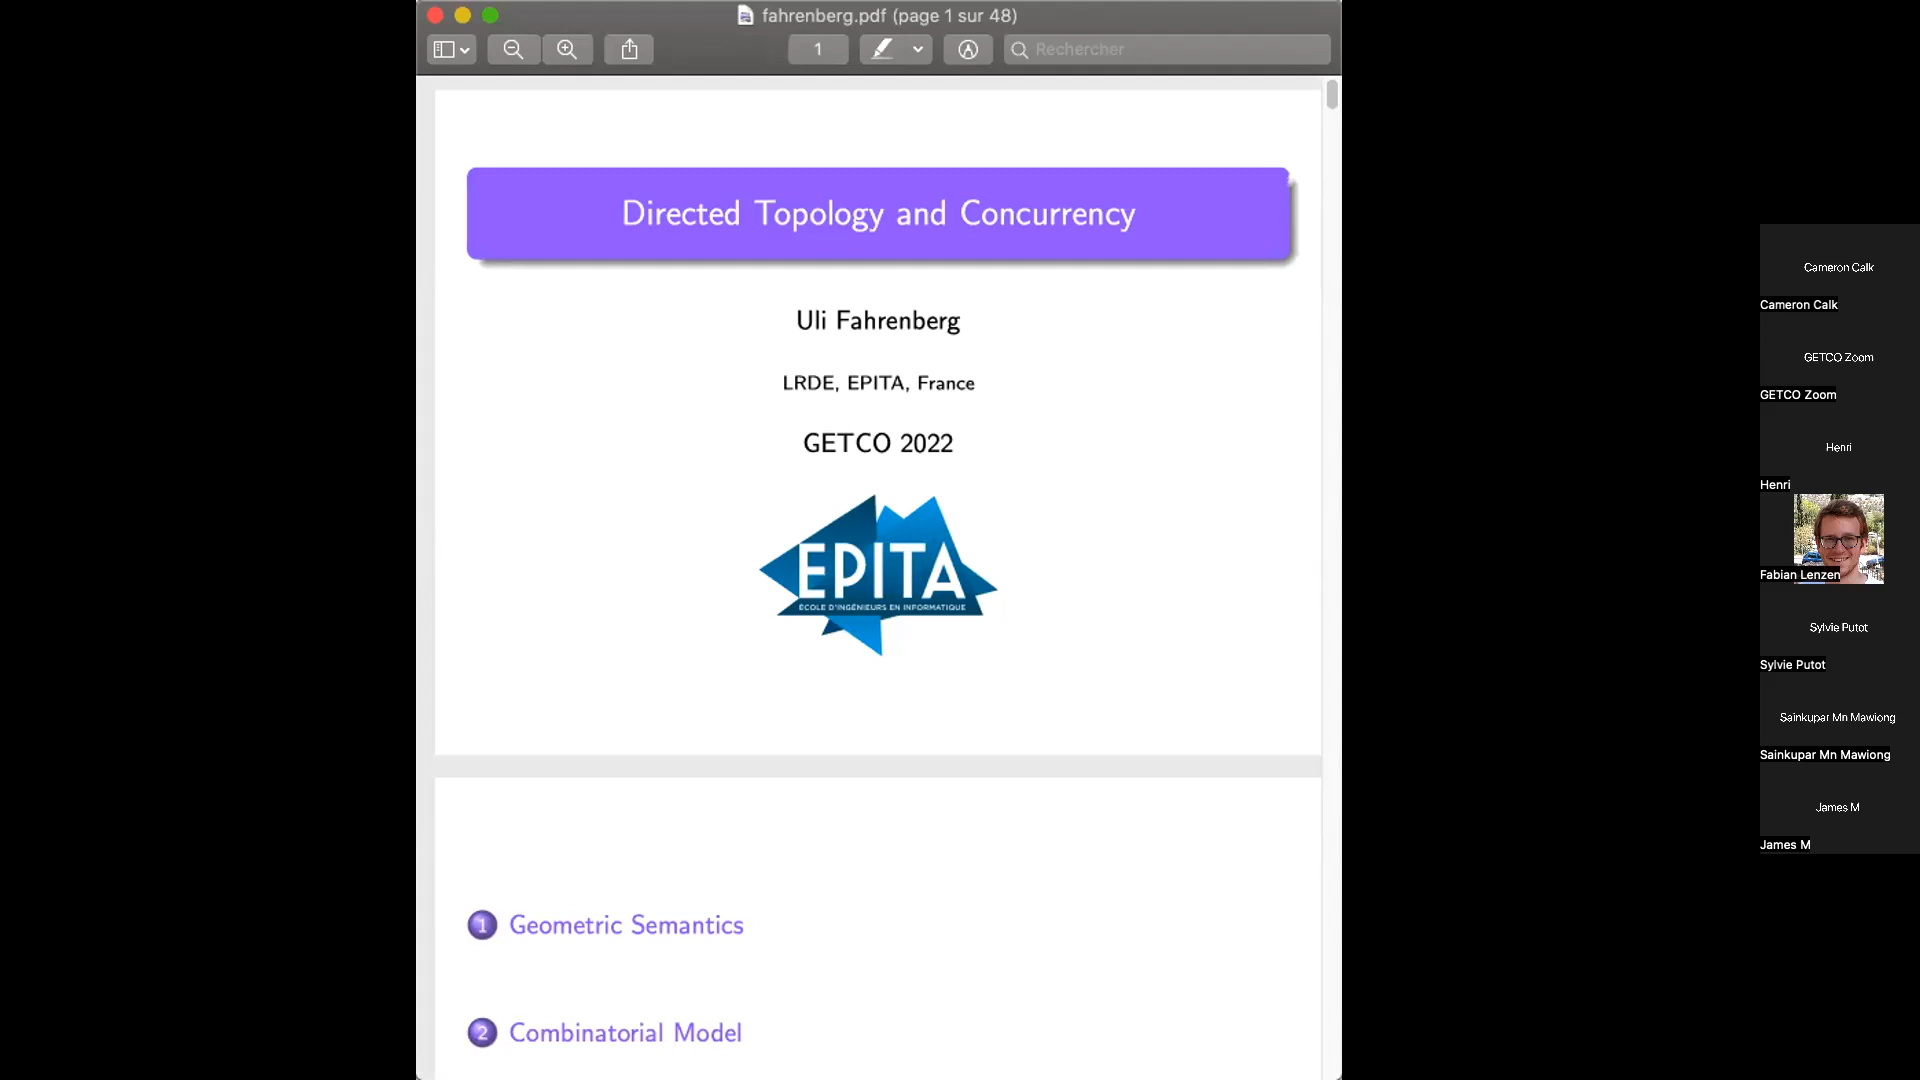 fahrenberg.pdf (page 1 sur 48)
1
Rechercher
Directed Topology and Concurrency
Uli Fahrenberg
LRDE, EPITA, France
GETCO 2022
EPITA
ÉCOLE D'INGÉNIEURS EN INFORMATIQUE
1 Geometric Semantics
2 Combinatorial Model
Cameron Calk
Cameron Calk
GETCO Zoom
GETCO Zoom
Henri
Henri
Fabian Lenzen
Sylvie Putot
Sylvie Putot
Sainkupar Mn Mawiong
Sainkupar Mn Mawiong
James M
James M